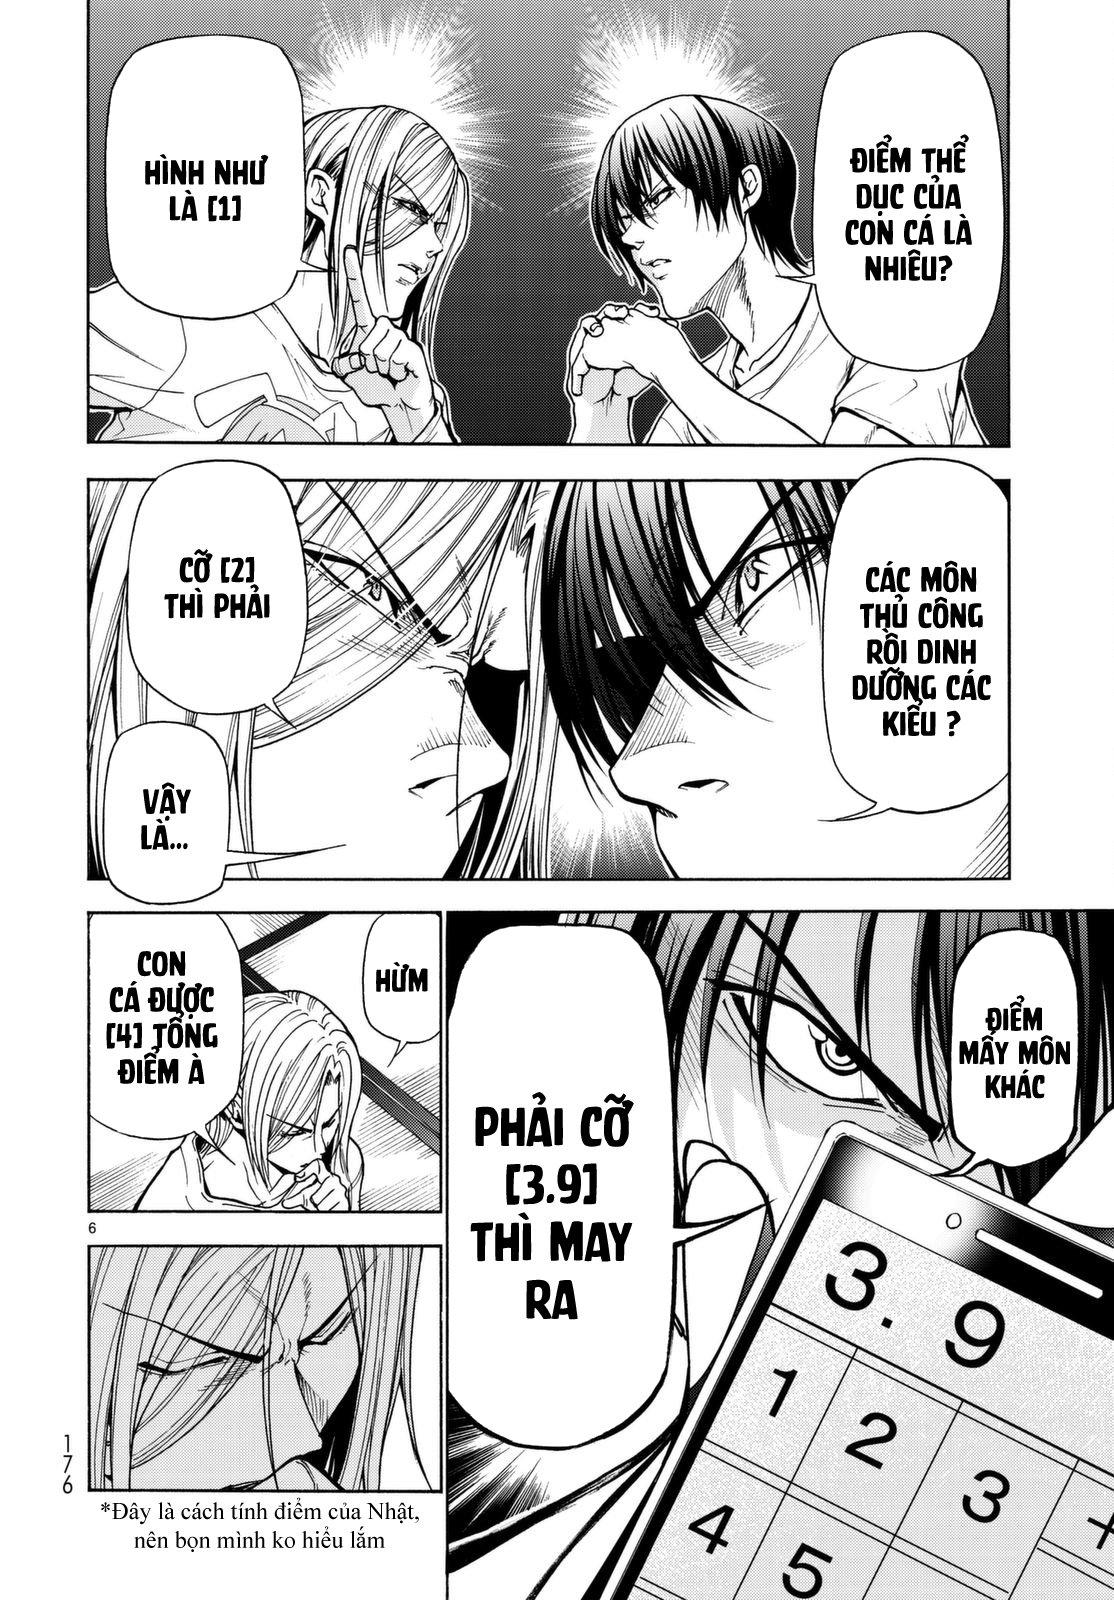 ĐIỂM THỂ
DỤC CỦA
CON CÁ LÀ
NHIÊU?
HÌNH NHƯ
LÀ [1]
CÁC MÔN
THỦ CÔNG
RỒI DINH
DƯỠNG CÁC
KIỂU ?
CỠ [2]
THÌ PHẢI
VẬY
LÀ...
ĐIỂM
MẤY MÔN
KHÁC
PHẢI CỠ
[3.9]
THÌ MAY
RA
3.9
1 2 3 +
4 5
HỪM
CON
CÁ ĐƯỢC
[4] TỔNG
ĐIỂM À
6
176
*Đây là cách tính điểm của Nhật,
nên bọn mình ko hiểu lắm